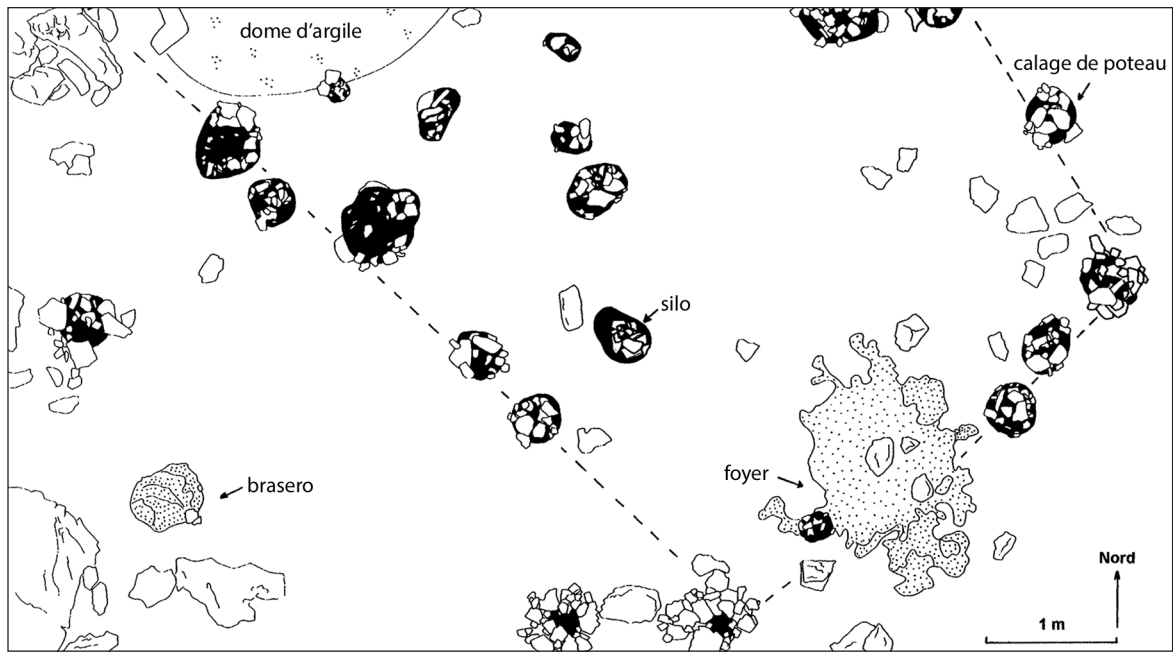 dome d'argile
calage de poteau
silo
foyer
brasero
Nord
1 m